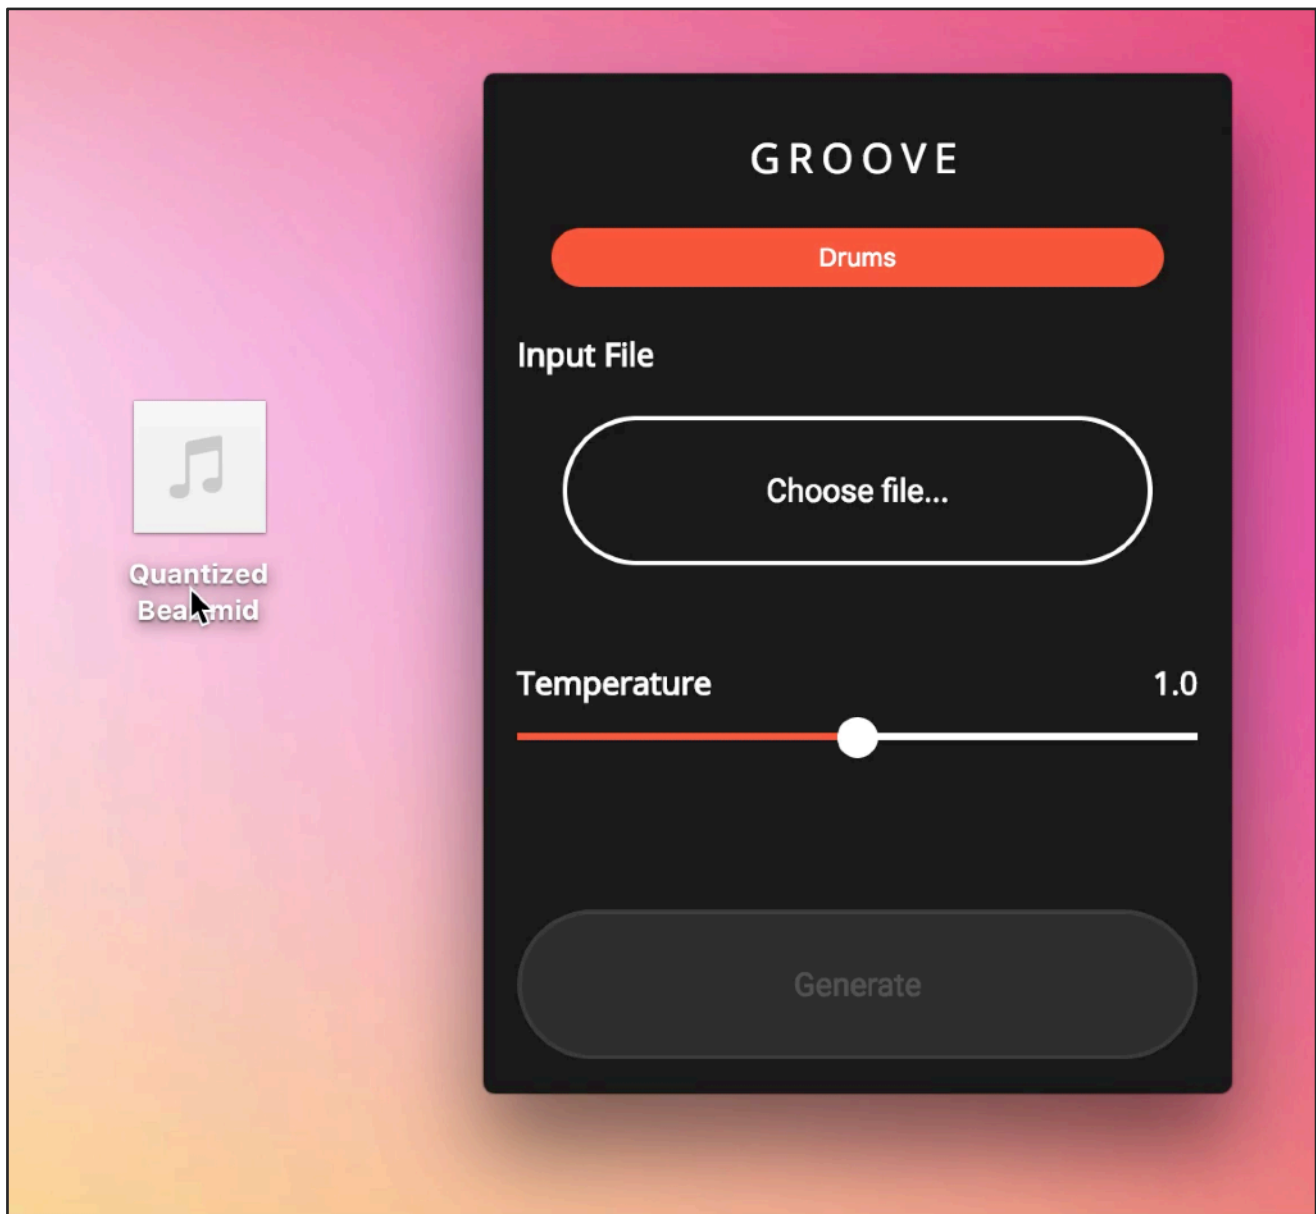 GROOVE
Drums
Input File
Choose file...
Quantized
Temperature 1.0
Generate